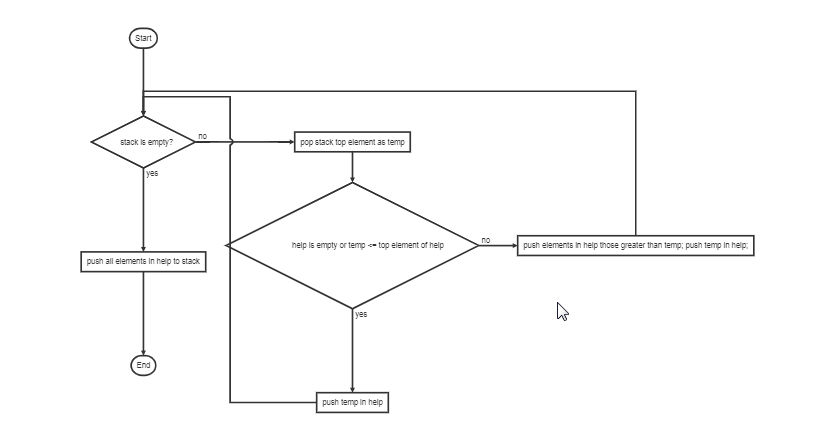 Start
stack is empty?
no
pop stack top element as temp
yes
help is empty or temp <= top element of help
no
push elements in help those greater than temp; push temp in help;
push all elements in help to stack
yes
End
push temp in help